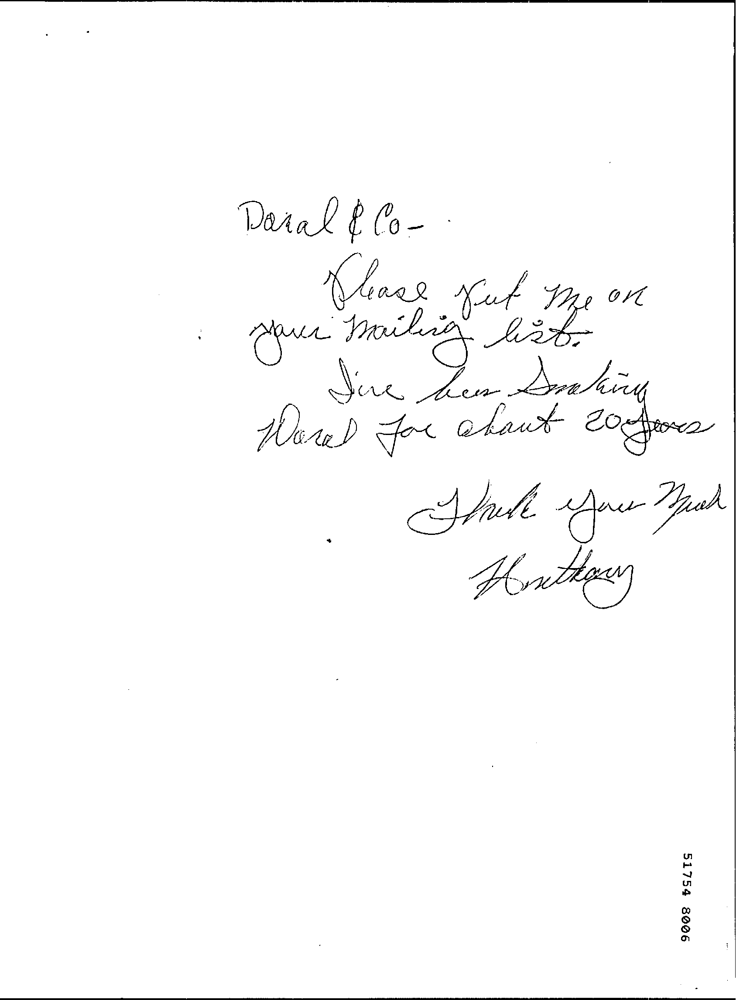 Doral & Co-
Please put me on
your mailing list.
I've been Smoking
Doral for about 20 years
Thank you Much
Anthony
51754 8006